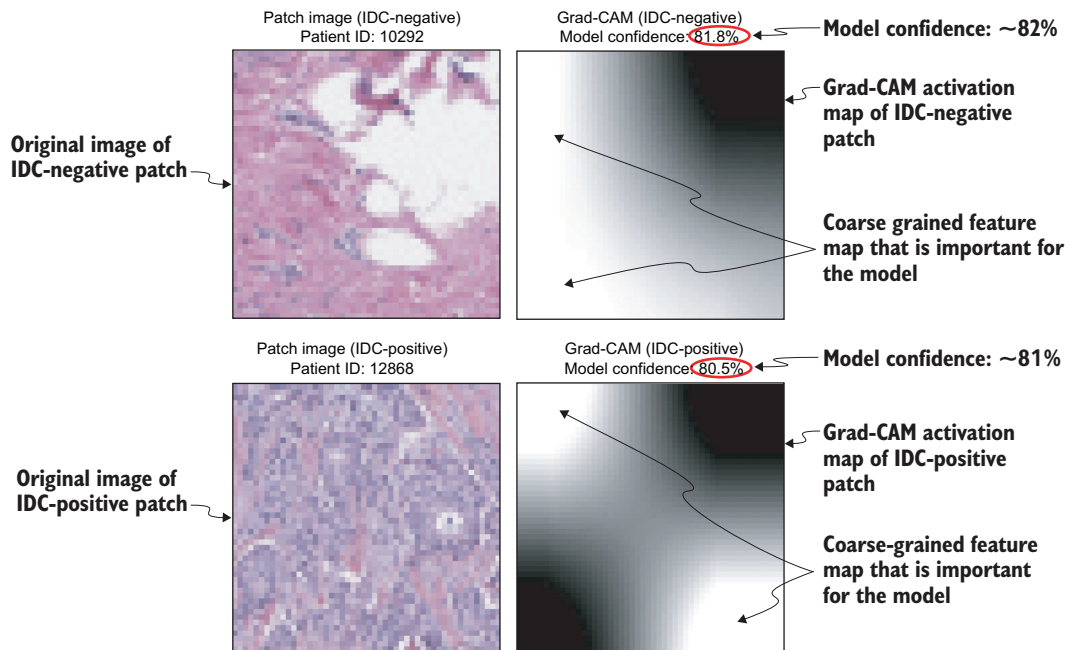 Patch image (IDC-negative)
Patient ID: 10292
Grad-CAM (IDC-negative)
Model confidence: 81.8%
Model confidence: ~82%
Grad-CAM activation
map of IDC-negative
patch
Original image of
IDC-negative patch
Coarse grained feature
map that is important for
the model
Patch image (IDC-positive)
Patient ID: 12868
Grad-CAM (IDC-positive)
Model confidence: 80.5%
Model confidence: ~81%
Grad-CAM activation
map of IDC-positive
patch
Original image of
IDC-positive patch
Coarse-grained feature
map that is important
for the model